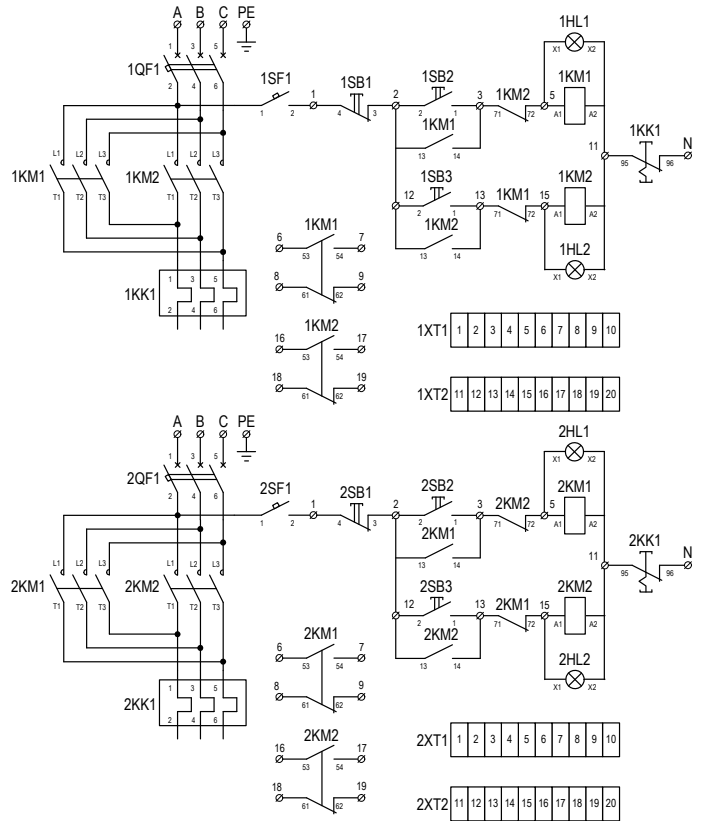 A B C PE
1 3 5
1QF1
2 4 6
1SF1
1 2
1
1SB1
4 3
2
1SB2
2 1
3
1KM2
71 72
5
1HL1
X1 X2
1KM1
A1 A2
1KM1
13 14
11
1KK1
95 96
N
L1 L2 L3
1KM1
T1 T2 T3
L1 L2 L3
1KM2
T1 T2 T3
12
1SB3
2 1
13
1KM1
71 72
15
1KM2
A1 A2
1KM2
13 14
1HL2
X1 X2
1KK1
1 3 5
2 4 6
1KM1
6 7
53 54
8 9
61 62
1KM2
16 17
53 54
18 19
61 62
1XT1 1 2 3 4 5 6 7 8 9 10
1XT2 11 12 13 14 15 16 17 18 19 20
A B C PE
1 3 5
2QF1
2 4 6
2SF1
1 2
1
2SB1
4 3
2
2SB2
2 1
3
2KM2
71 72
5
2HL1
X1 X2
2KM1
A1 A2
2KM1
13 14
11
2KK1
95 96
N
L1 L2 L3
2KM1
T1 T2 T3
L1 L2 L3
2KM2
T1 T2 T3
12
2SB3
2 1
13
2KM1
71 72
15
2KM2
A1 A2
2KM2
13 14
2HL2
X1 X2
2KK1
1 3 5
2 4 6
2KM1
6 7
53 54
8 9
61 62
2KM2
16 17
53 54
18 19
61 62
2XT1 1 2 3 4 5 6 7 8 9 10
2XT2 11 12 13 14 15 16 17 18 19 20